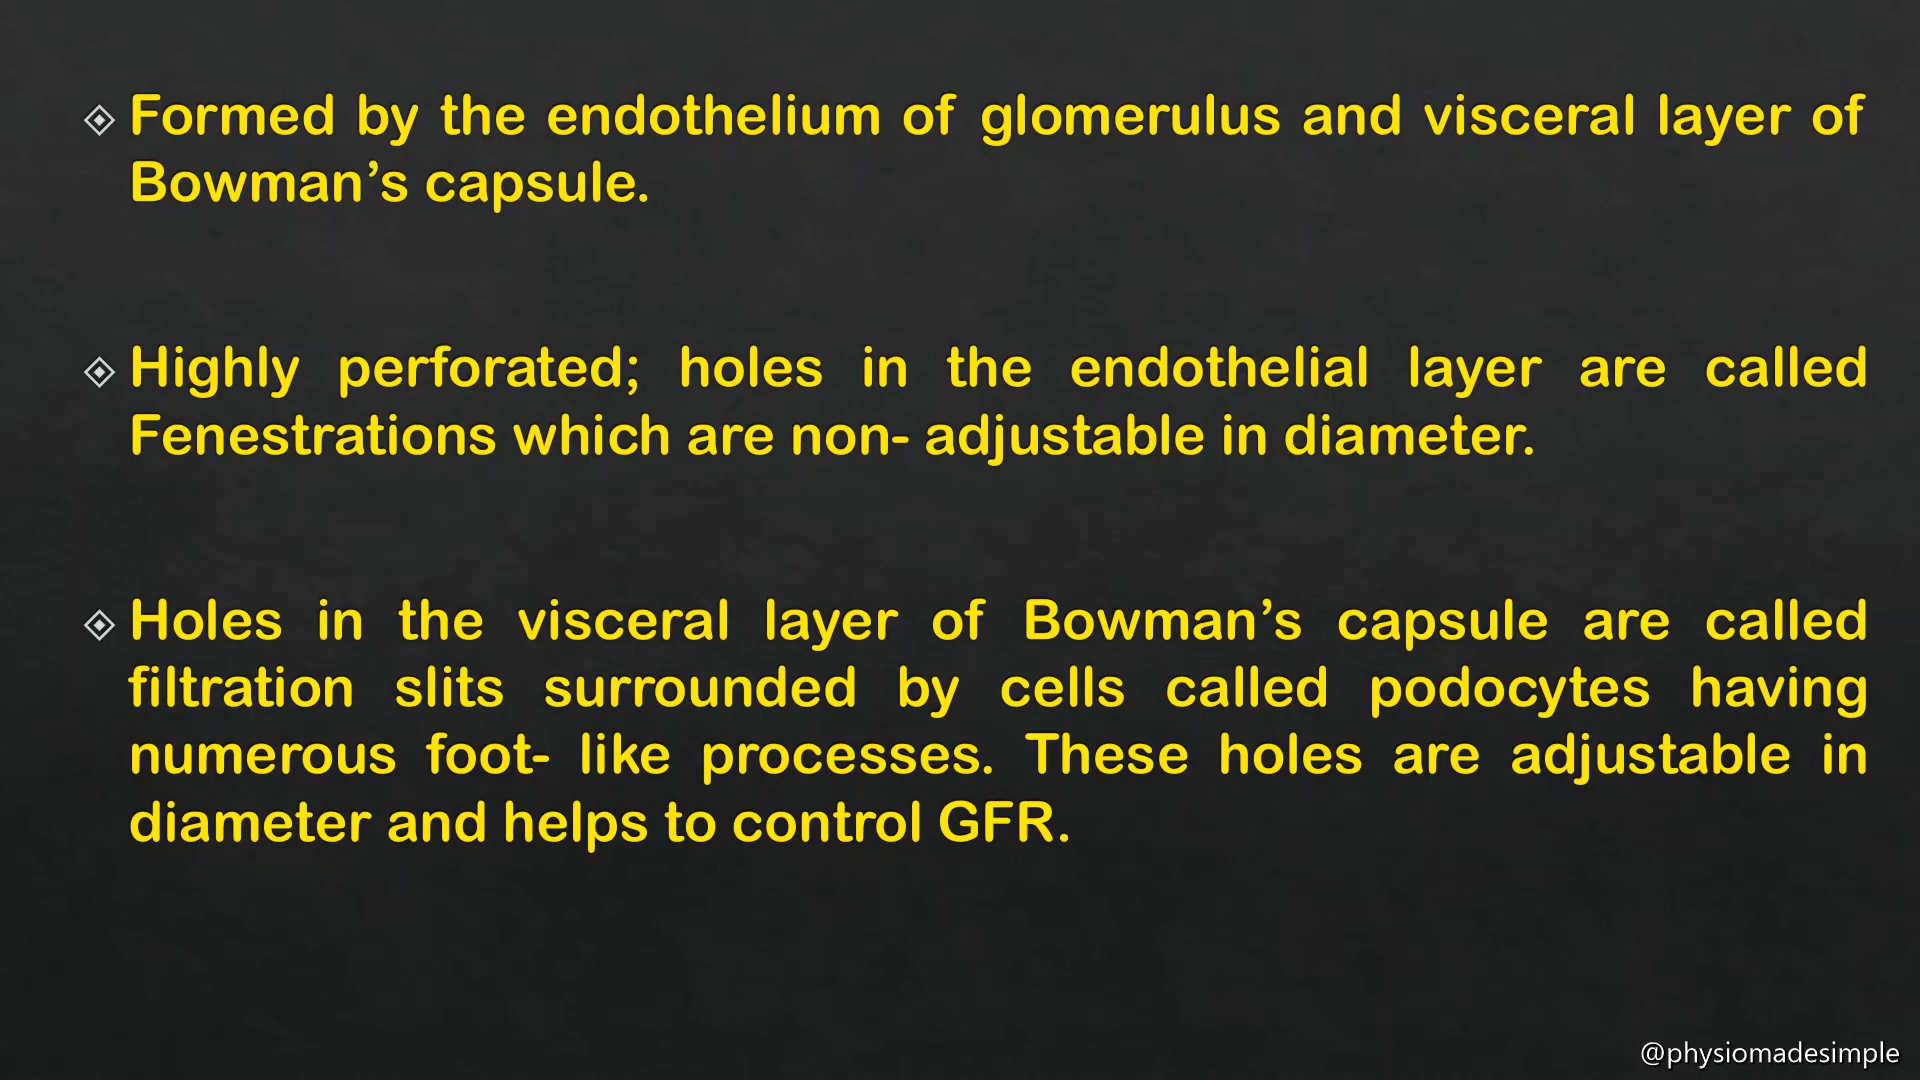 Formed by the endothelium of glomerulus and visceral layer of
Bowman’s capsule.
Highly perforated; holes in the endothelial layer are called
Fenestrations which are non- adjustable in diameter.
Holes in the visceral layer of Bowman’s capsule are called
filtration slits surrounded by cells called podocytes having
numerous foot- like processes. These holes are adjustable in
diameter and helps to control GFR.
@physiomadesimple